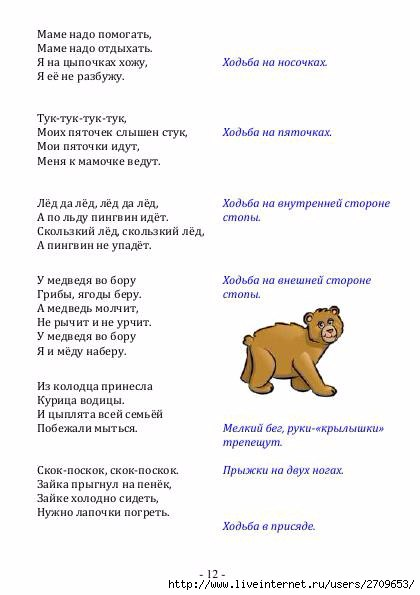 Маме надо помогать,
Маме надо отдыхать.
Я на цыпочках хожу, Ходьба на носочках.
Я её не разбужу.
Тук-тук-тук-тук,
Моих пяточек слышен стук, Ходьба на пяточках.
Мои пяточки идут,
Меня к мамочке ведут.
Лёд да лёд, лёд да лёд, Ходьба на внутренней стороне
А по льду пингвин идёт. стопы.
Скользкий лёд, скользкий лёд,
А пингвин не упадёт.
У медведя во бору Ходьба на внешней стороне
Грибы, ягоды беру. стопы.
А медведь молчит,
Не рычит и не урчит.
У медведя во бору
Я и мёду наберу.
Из колодца принесла
Курица водицы.
И цыплята всей семьёй
Побежали мыться. Мелкий бег, руки-«крылышки»
трепещут.
Скок-поскок, скок-поскок. Прыжки на двух ногах.
Зайка прыгнул на пенёк,
Зайке холодно сидеть,
Нужно лапочки погреть.
Ходьба в присяде.
- 12 -
http://www.liveinternet.ru/users/2709653/